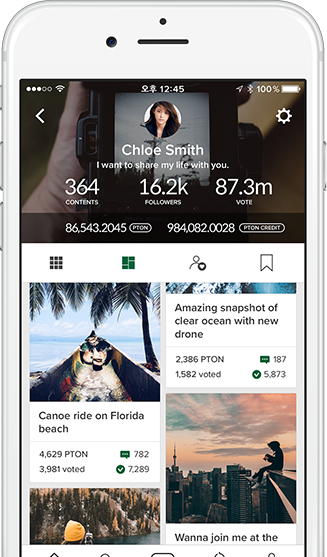 오후 12:45
100%
Chloe Smith
I want to share my life with you.
364 16.2k 87.3m
CONTENTS FOLLOWERS VOTE
86,543.2045 PTON 984,082.0028 PTON CREDIT
Amazing snapshot of
clear ocean with new
drone
2,386 PTON 187
1,582 voted 5,873
Canoe ride on Florida
beach
4,629 PTON 782
3,981 voted 7,289
Wanna join me at the